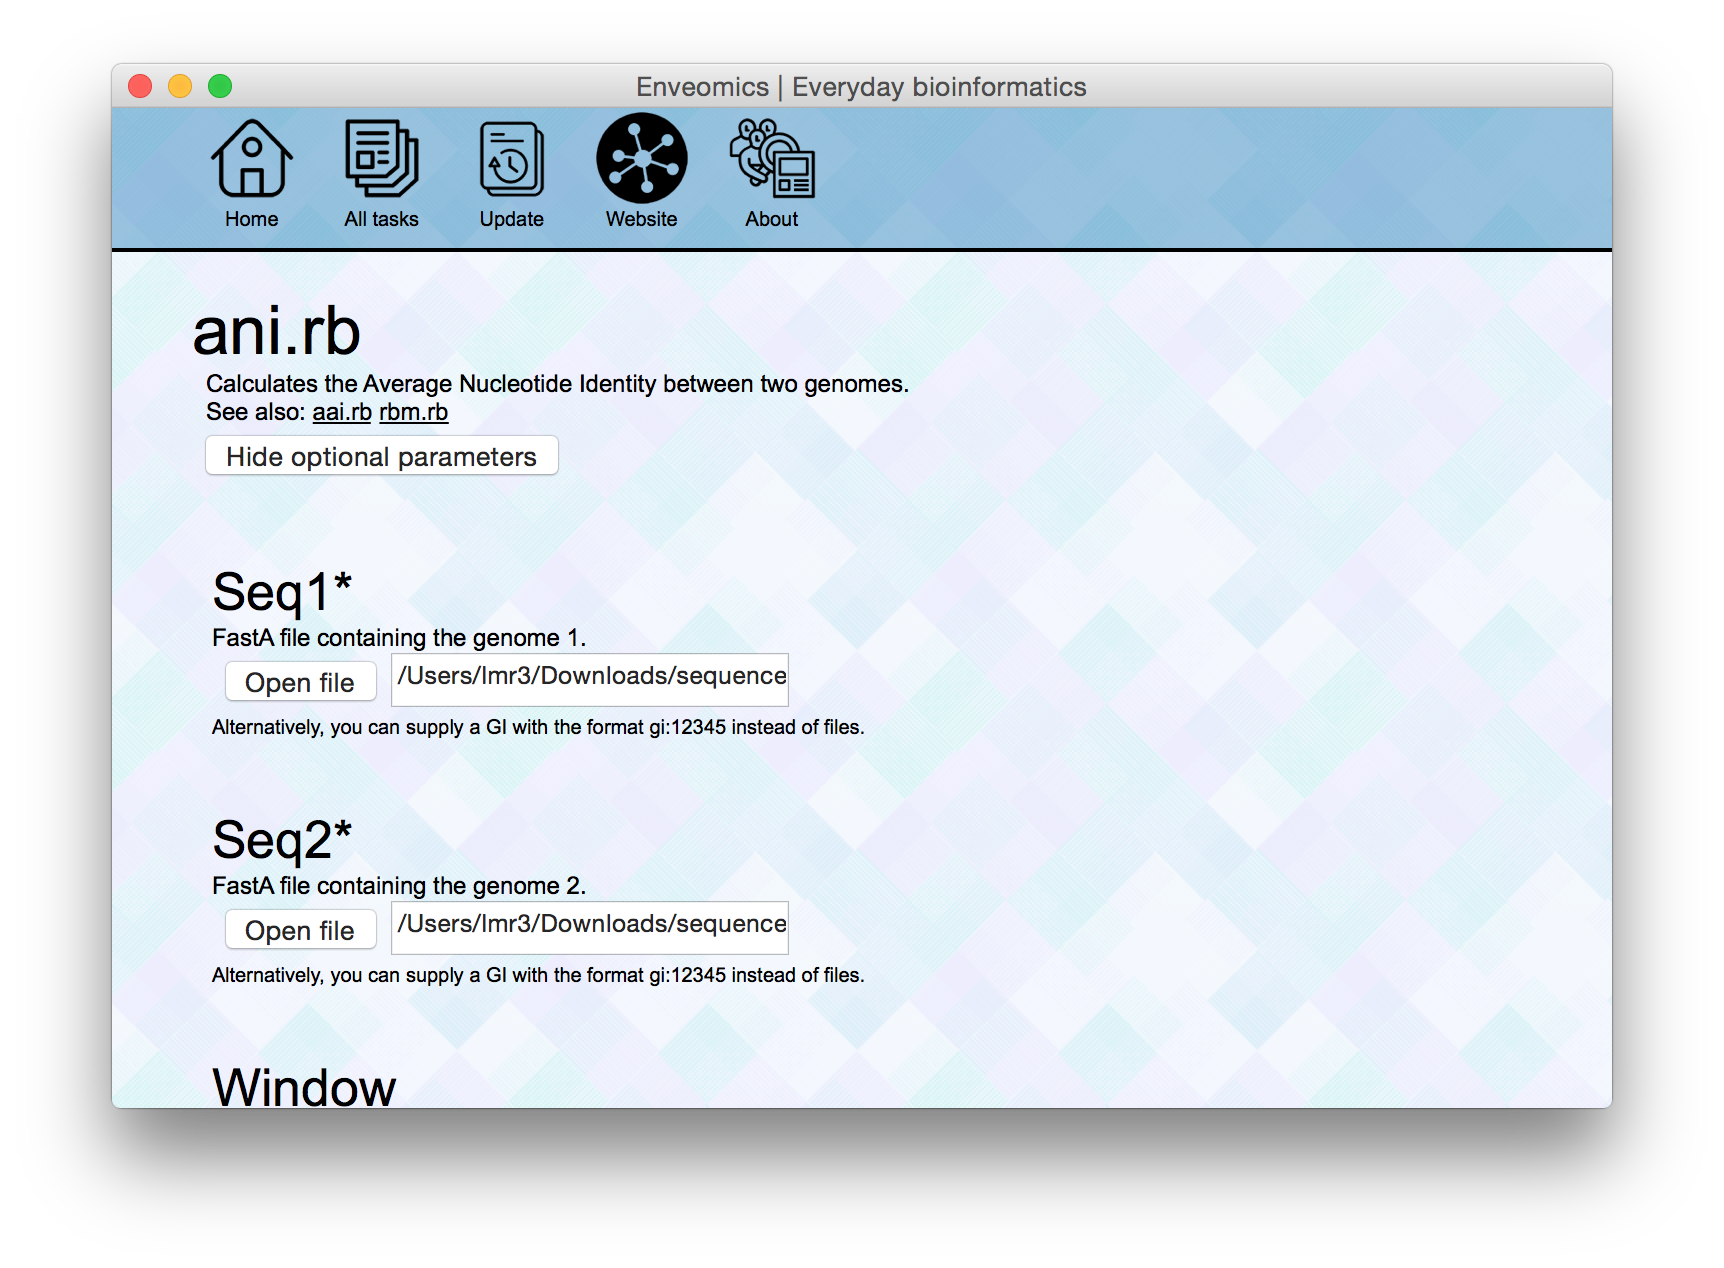 Enveomics | Everyday bioinformatics
Home All tasks Update Website About
ani.rb
Calculates the Average Nucleotide Identity between two genomes.
See also: aai.rb rbm.rb
Hide optional parameters
Seq1*
FastA file containing the genome 1.
Open file /Users/lmr3/Downloads/sequence
Alternatively, you can supply a GI with the format gi:12345 instead of files.
Seq2*
FastA file containing the genome 2.
Open file /Users/lmr3/Downloads/sequence
Alternatively, you can supply a GI with the format gi:12345 instead of files.
Window